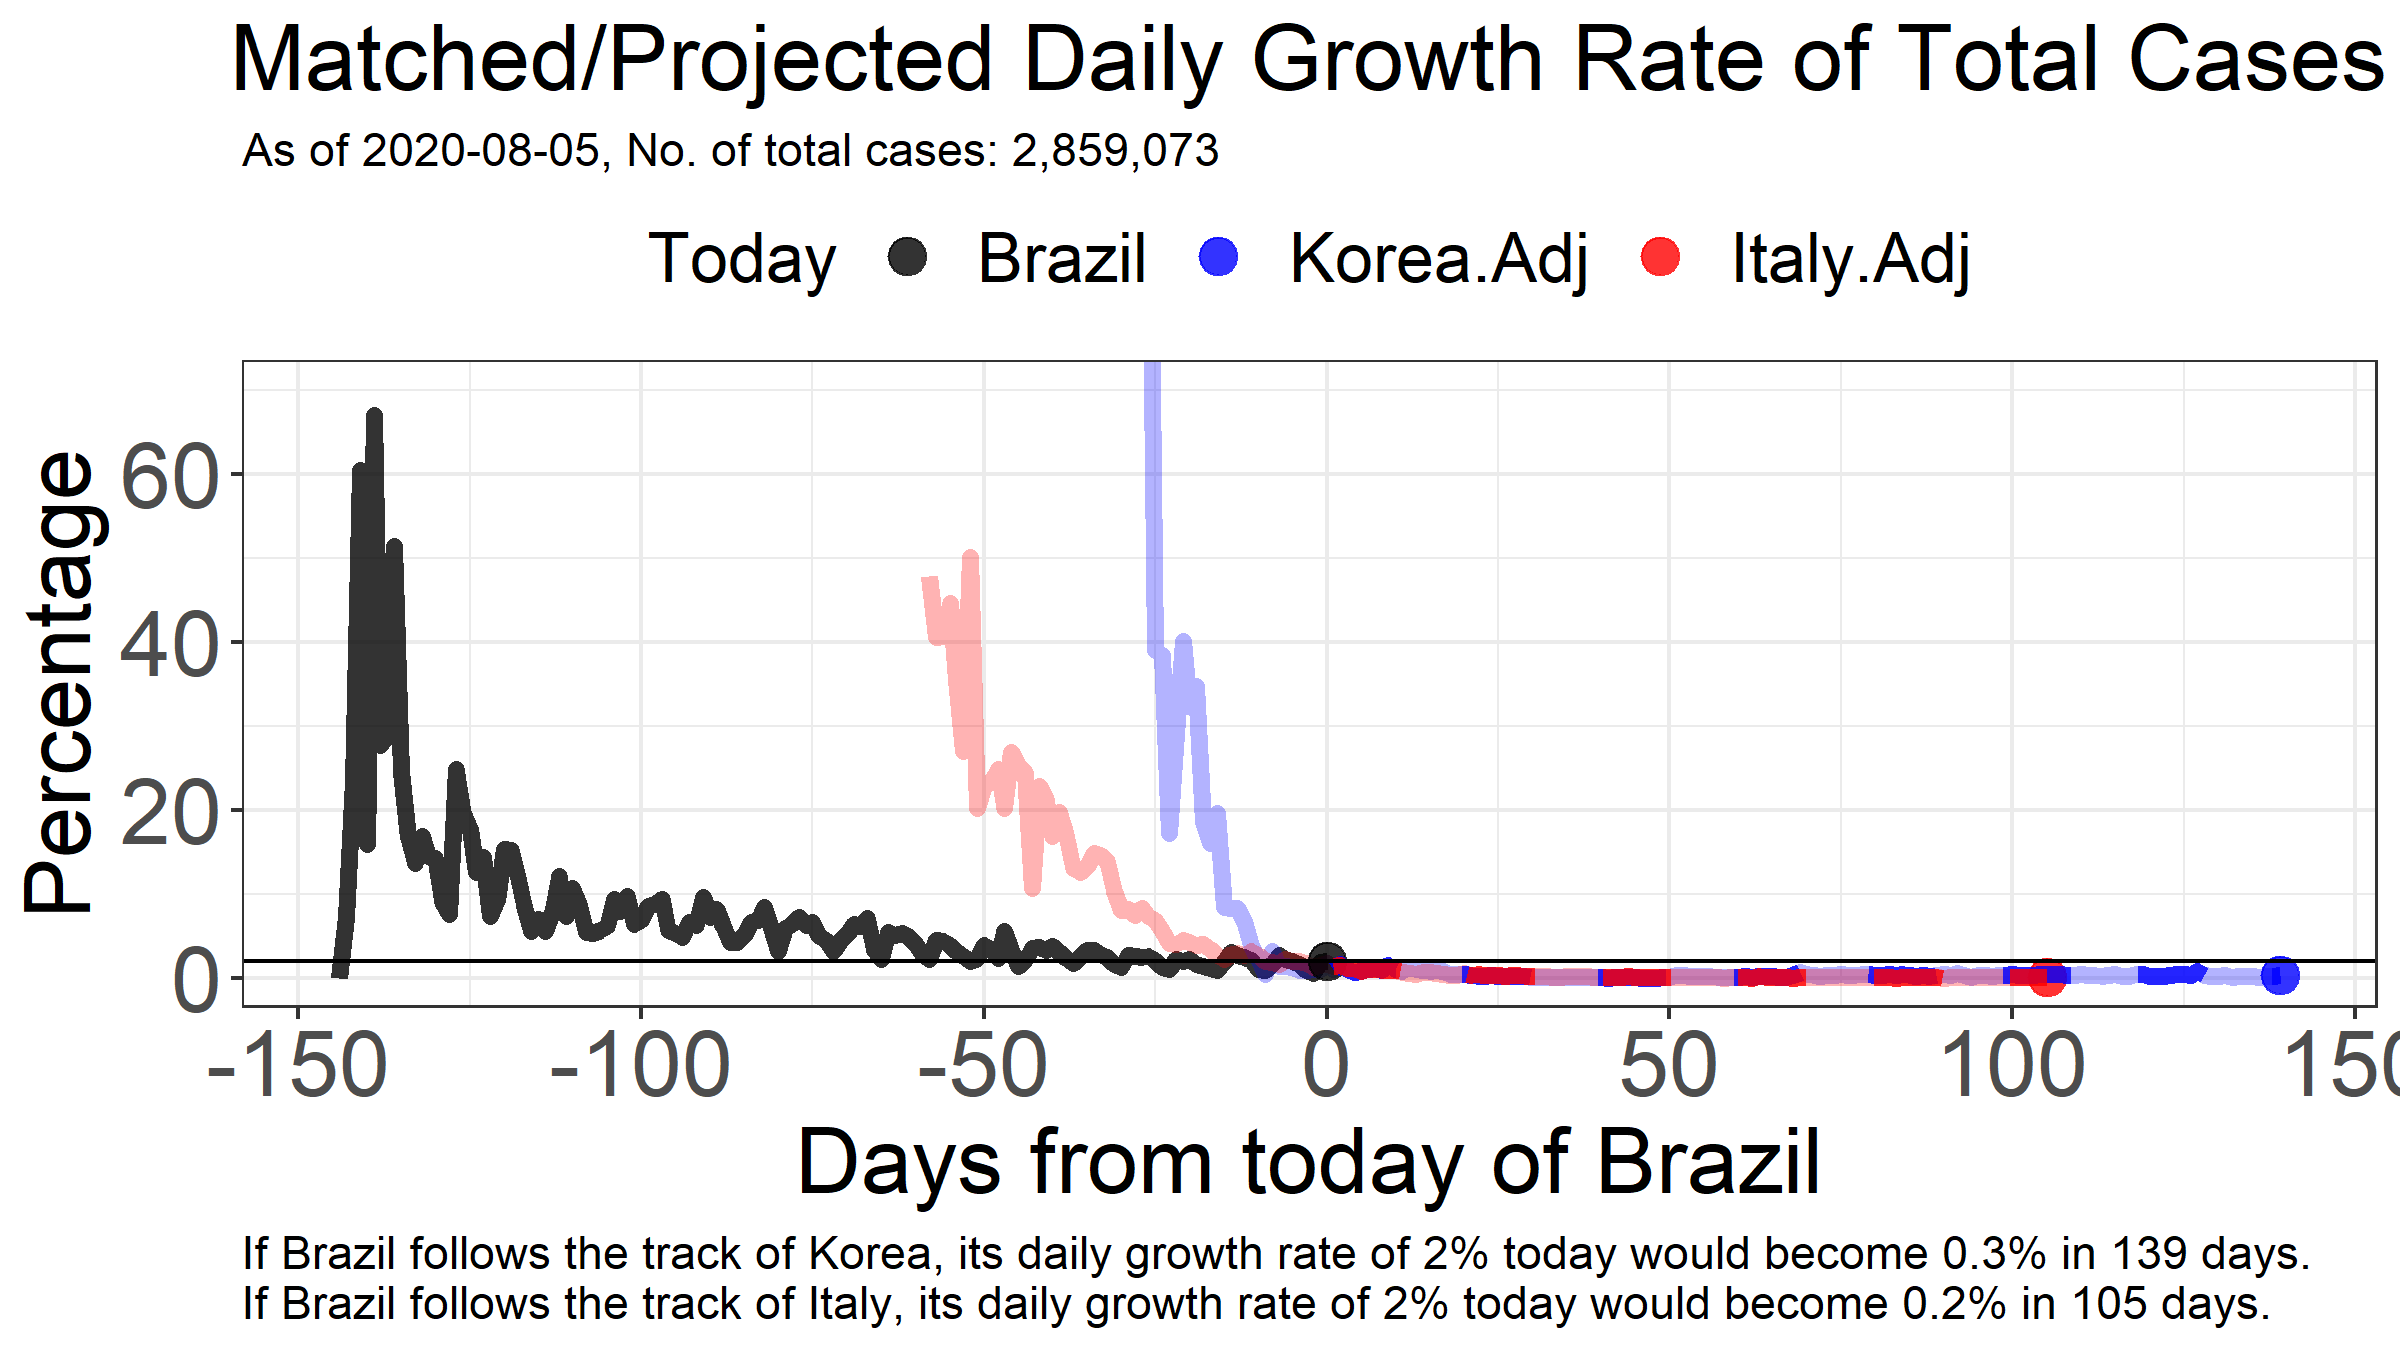 Matched/Projected Daily Growth Rate of Total Cases
As of 2020-08-05, No. of total cases: 2,859,073
Today Brazil Korea.Adj Italy.Adj
Percentage
60
40
20
0
-150 -100 -50 0 50 100 150
Days from today of Brazil
If Brazil follows the track of Korea, its daily growth rate of 2% today would become 0.3% in 139 days.
If Brazil follows the track of Italy, its daily growth rate of 2% today would become 0.2% in 105 days.